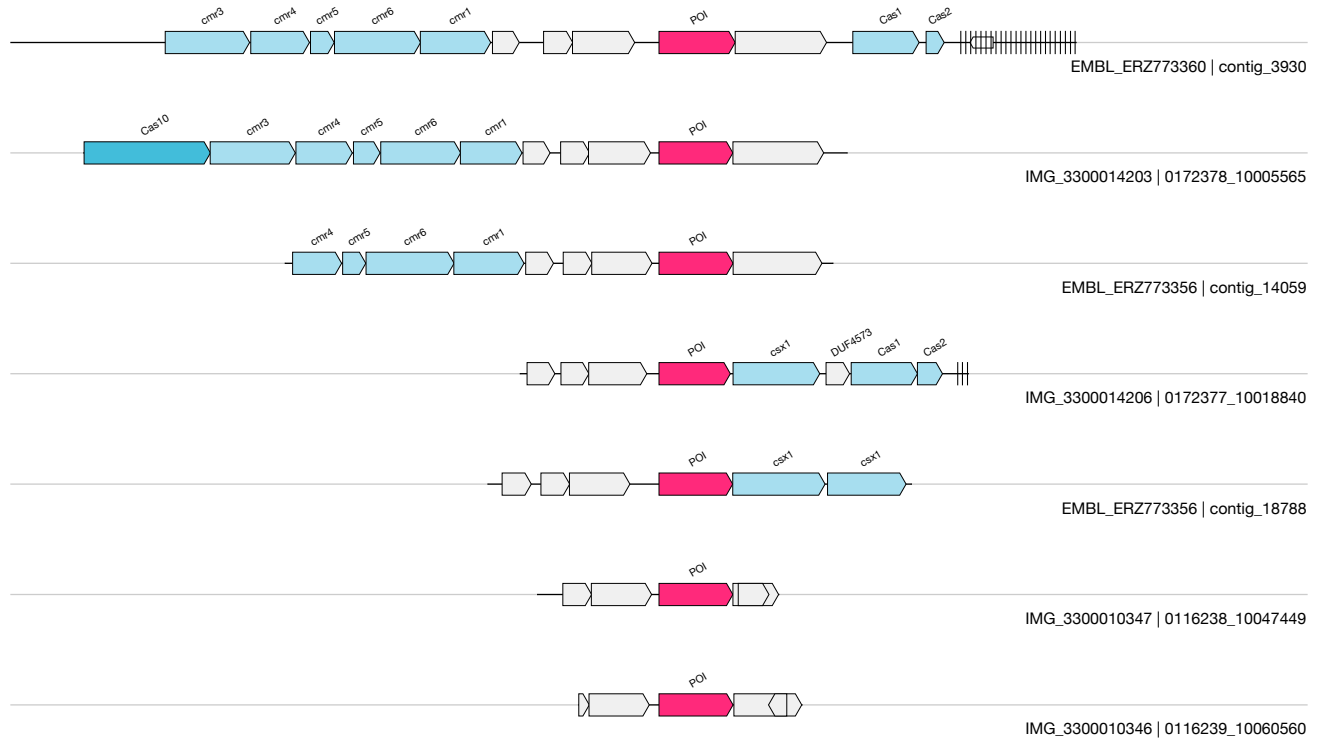 cmr3 cmr4 cmr5 cmr6 cmr1 POI Cas1 Cas2
EMBL_ERZ773360 | contig_3930
Cas10 cmr3 cmr4 cmr5 cmr6 cmr1 POI
IMG_3300014203 | 0172378_10005565
cmr4 cmr5 cmr6 cmr1 POI
EMBL_ERZ773356 | contig_14059
POI csx1 DUF4573 Cas1 Cas2
IMG_3300014206 | 0172377_10018840
POI csx1 csx1
EMBL_ERZ773356 | contig_18788
POI
IMG_3300010347 | 0116238_10047449
POI
IMG_3300010346 | 0116239_10060560